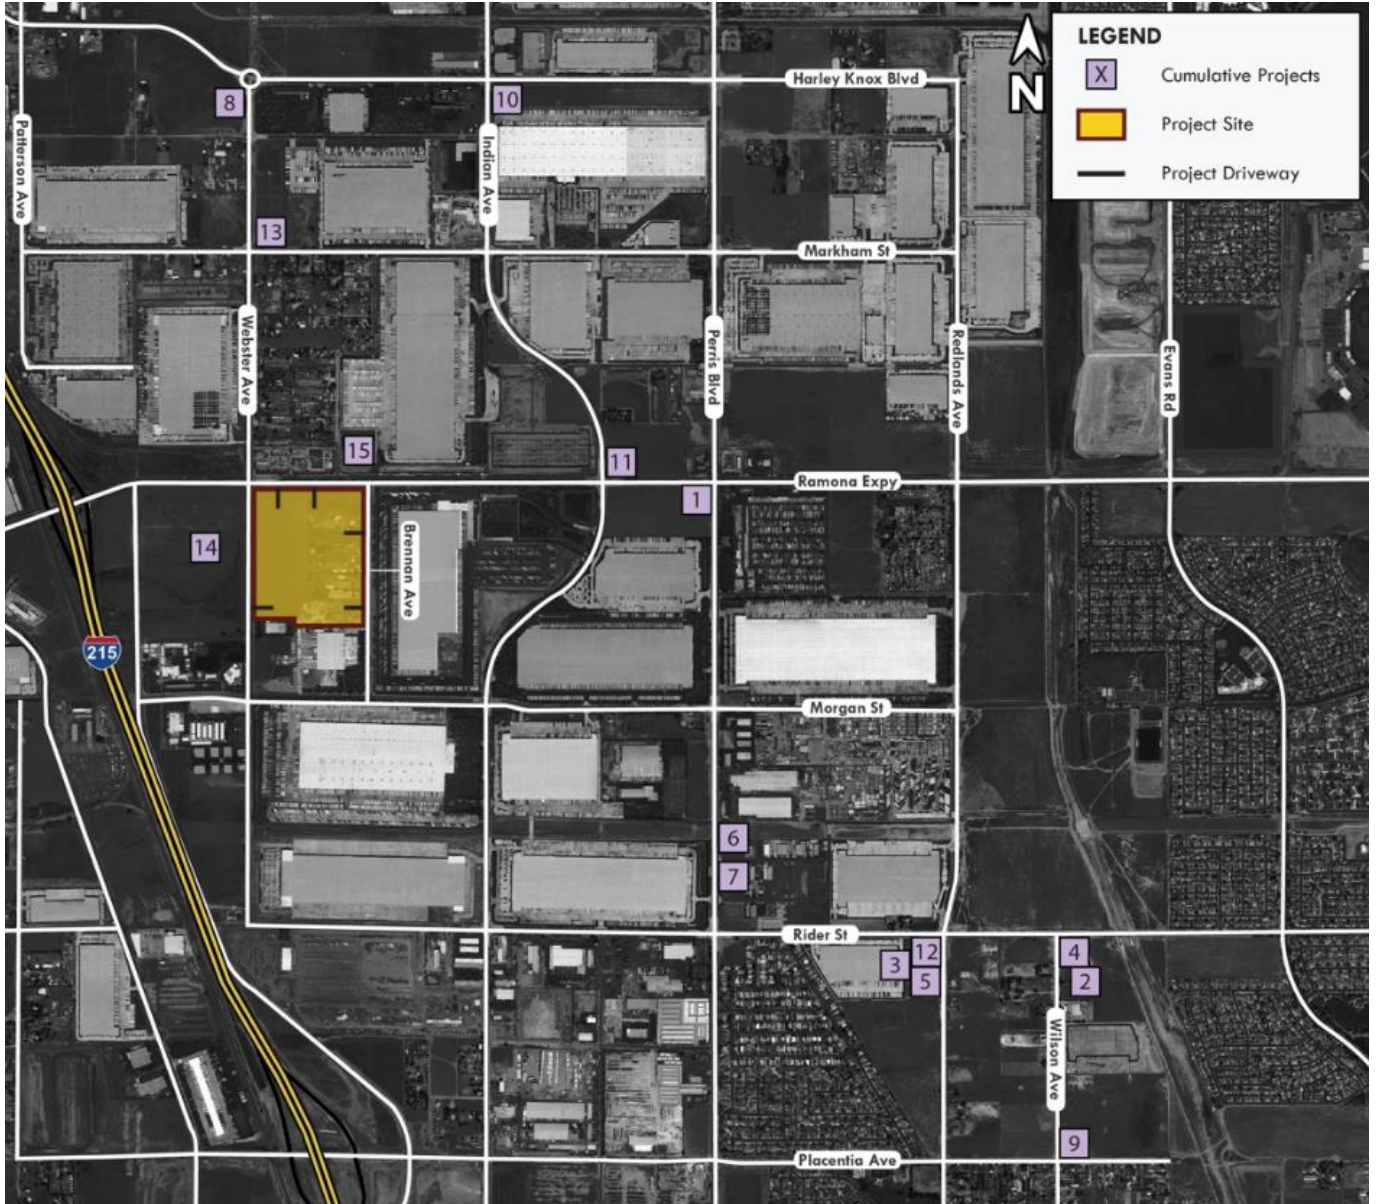 LEGEND
X Cumulative Projects
Project Site
Project Driveway
N
Harley Knox Blvd
8
10
Patterson Ave
Indian Ave
13
Markham St
Webster Ave
Perris Blvd
Redlands Ave
Evans Rd
15
11
Ramona Expy
1
14
Brennan Ave
215
Morgan St
6
7
Rider St
3
12
5
4
2
Wilson Ave
9
Placentia Ave